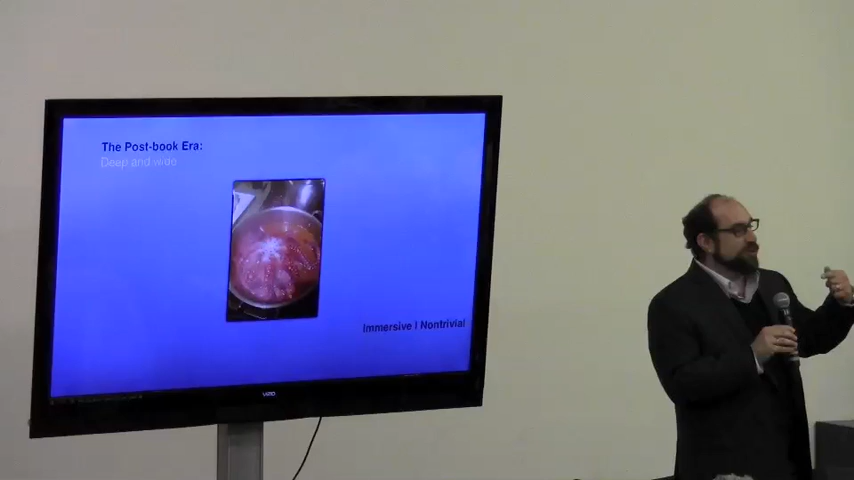 The Post-book Era:
Deep and wide
Immersive | Nontrivial
VIZIO